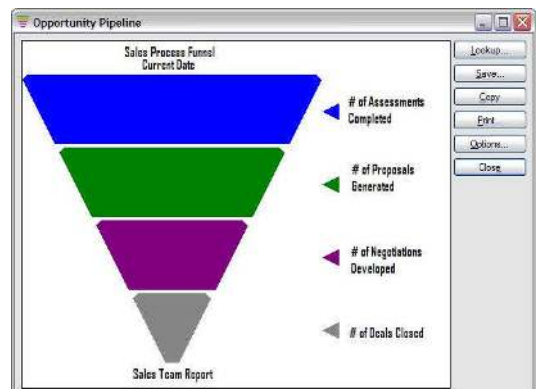 Opportunity Pipeline
Sales Process Funnel
Current Date
# of Assessments
Completed
# of Proposals
Generated
# of Negotiations
Developed
# of Deals Closed
Sales Team Report
Lookup...
Save...
Copy
Print
Options...
Close